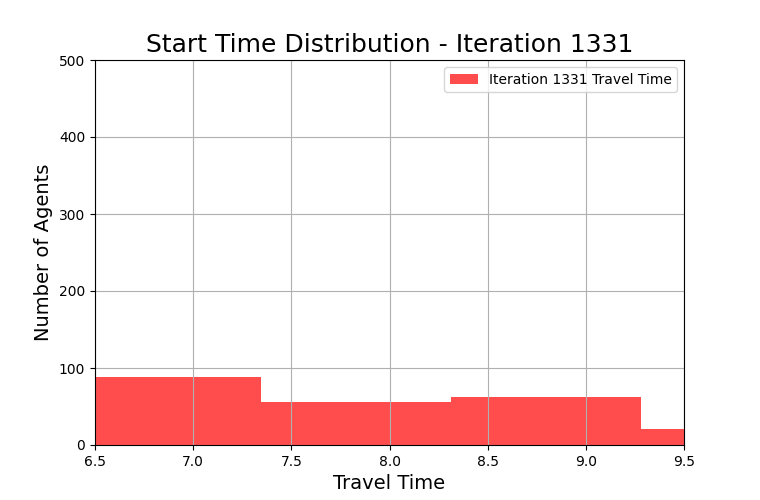 Start Time Distribution - Iteration 1331
Iteration 1331 Travel Time
Number of Agents
500
400
300
200
100
0
6.5 7.0 7.5 8.0 8.5 9.0 9.5
Travel Time